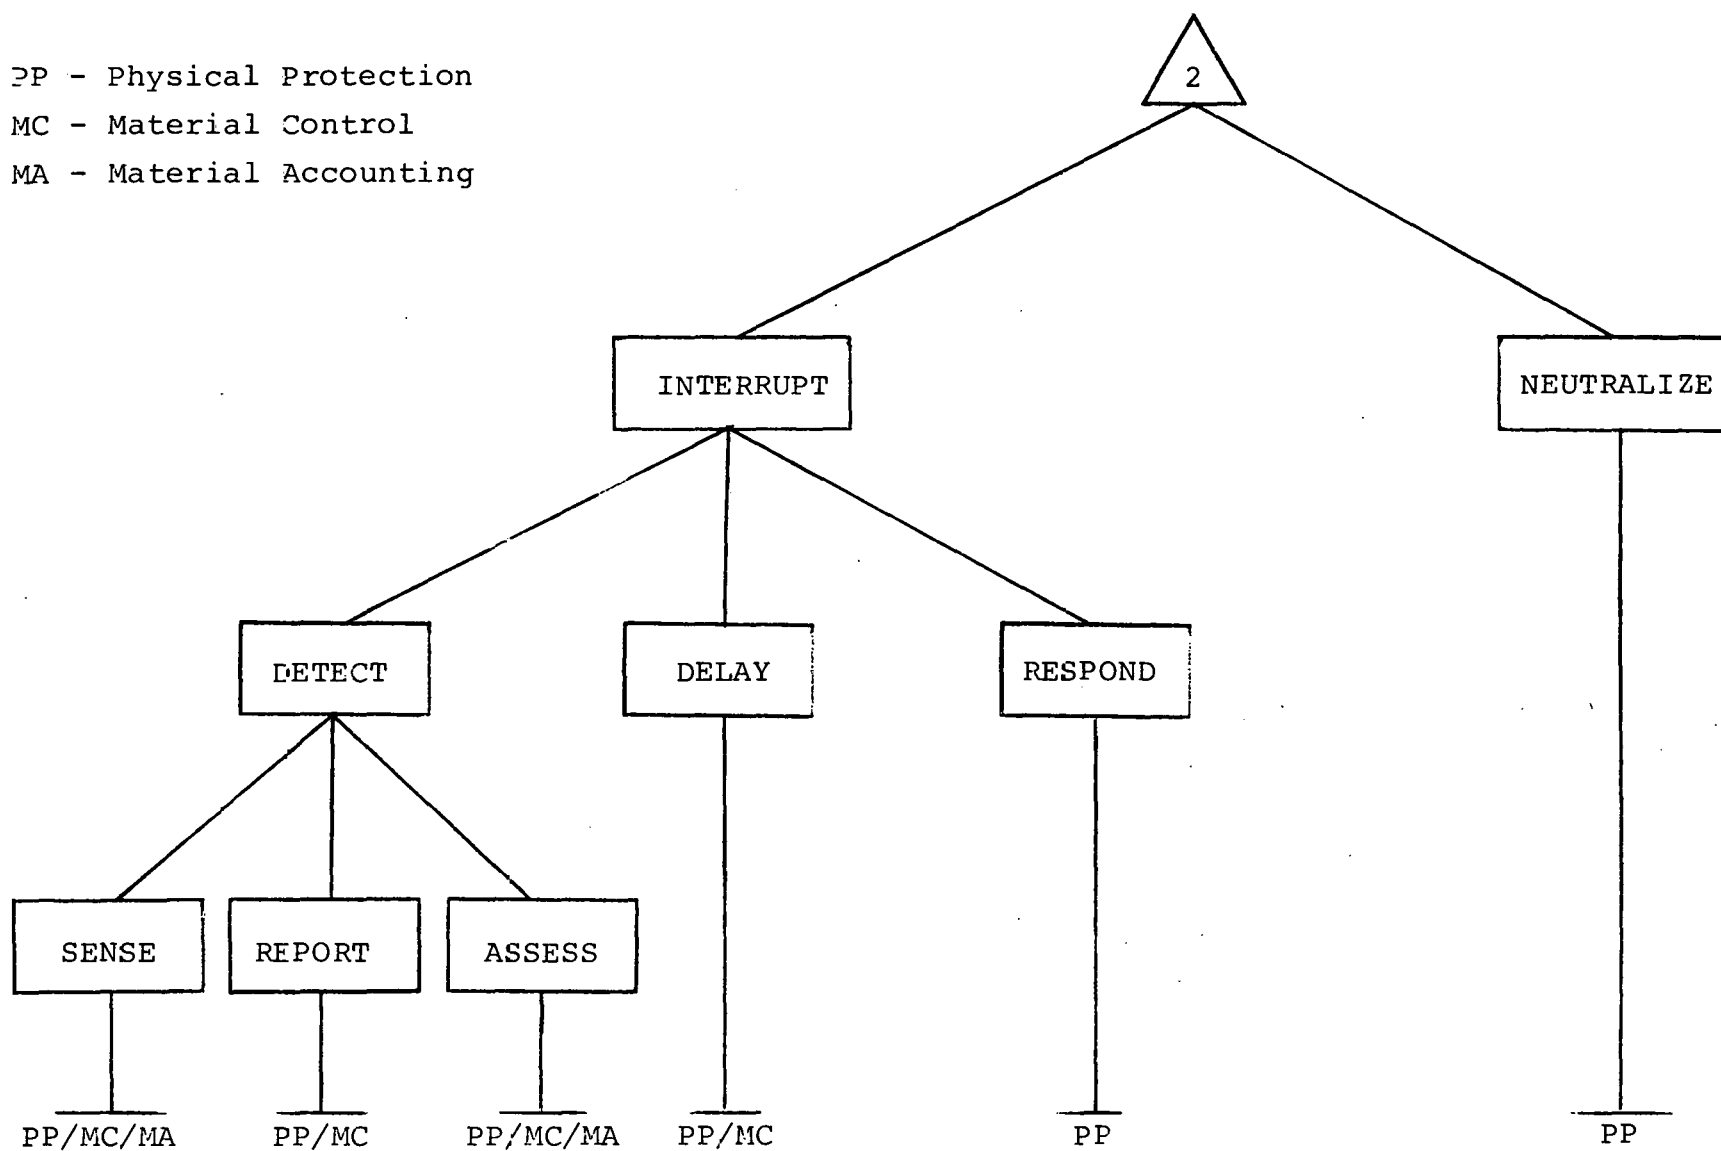 PP - Physical Protection
MC - Material Control
MA - Material Accounting
2
INTERRUPT
NEUTRALIZE
DETECT
DELAY
RESPOND
SENSE
REPORT
ASSESS
PP/MC/MA
PP/MC
PP/MC/MA
PP/MC
PP
PP